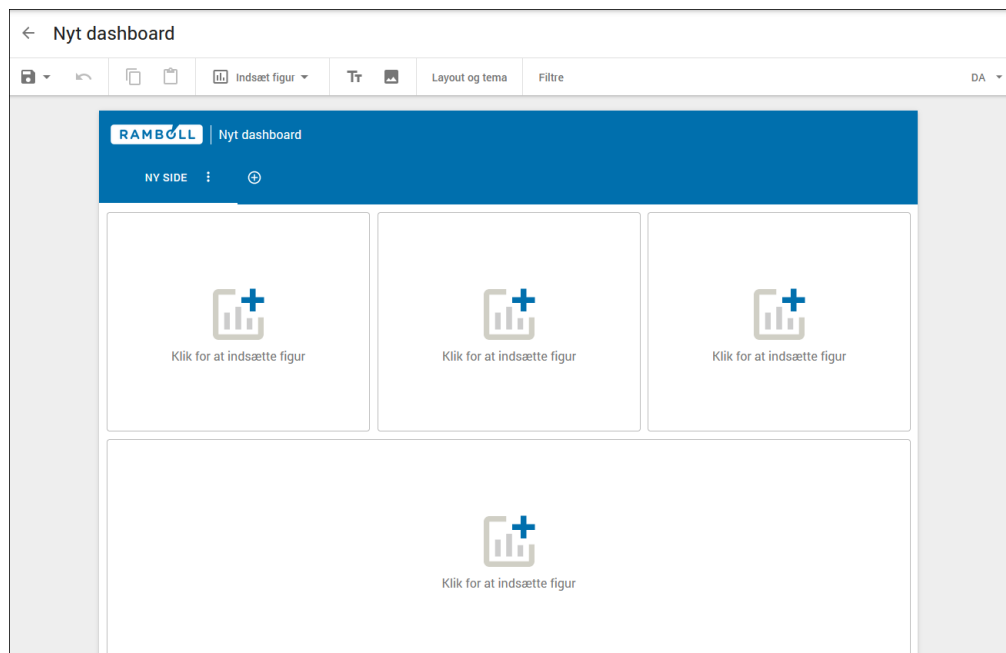 Nyt dashboard
Indsæt figur
Tт
Layout og tema
Filtre
DA
RAMBOLL
Nyt dashboard
NY SIDE
Klik for at indsætte figur
Klik for at indsætte figur
Klik for at indsætte figur
Klik for at indsætte figur